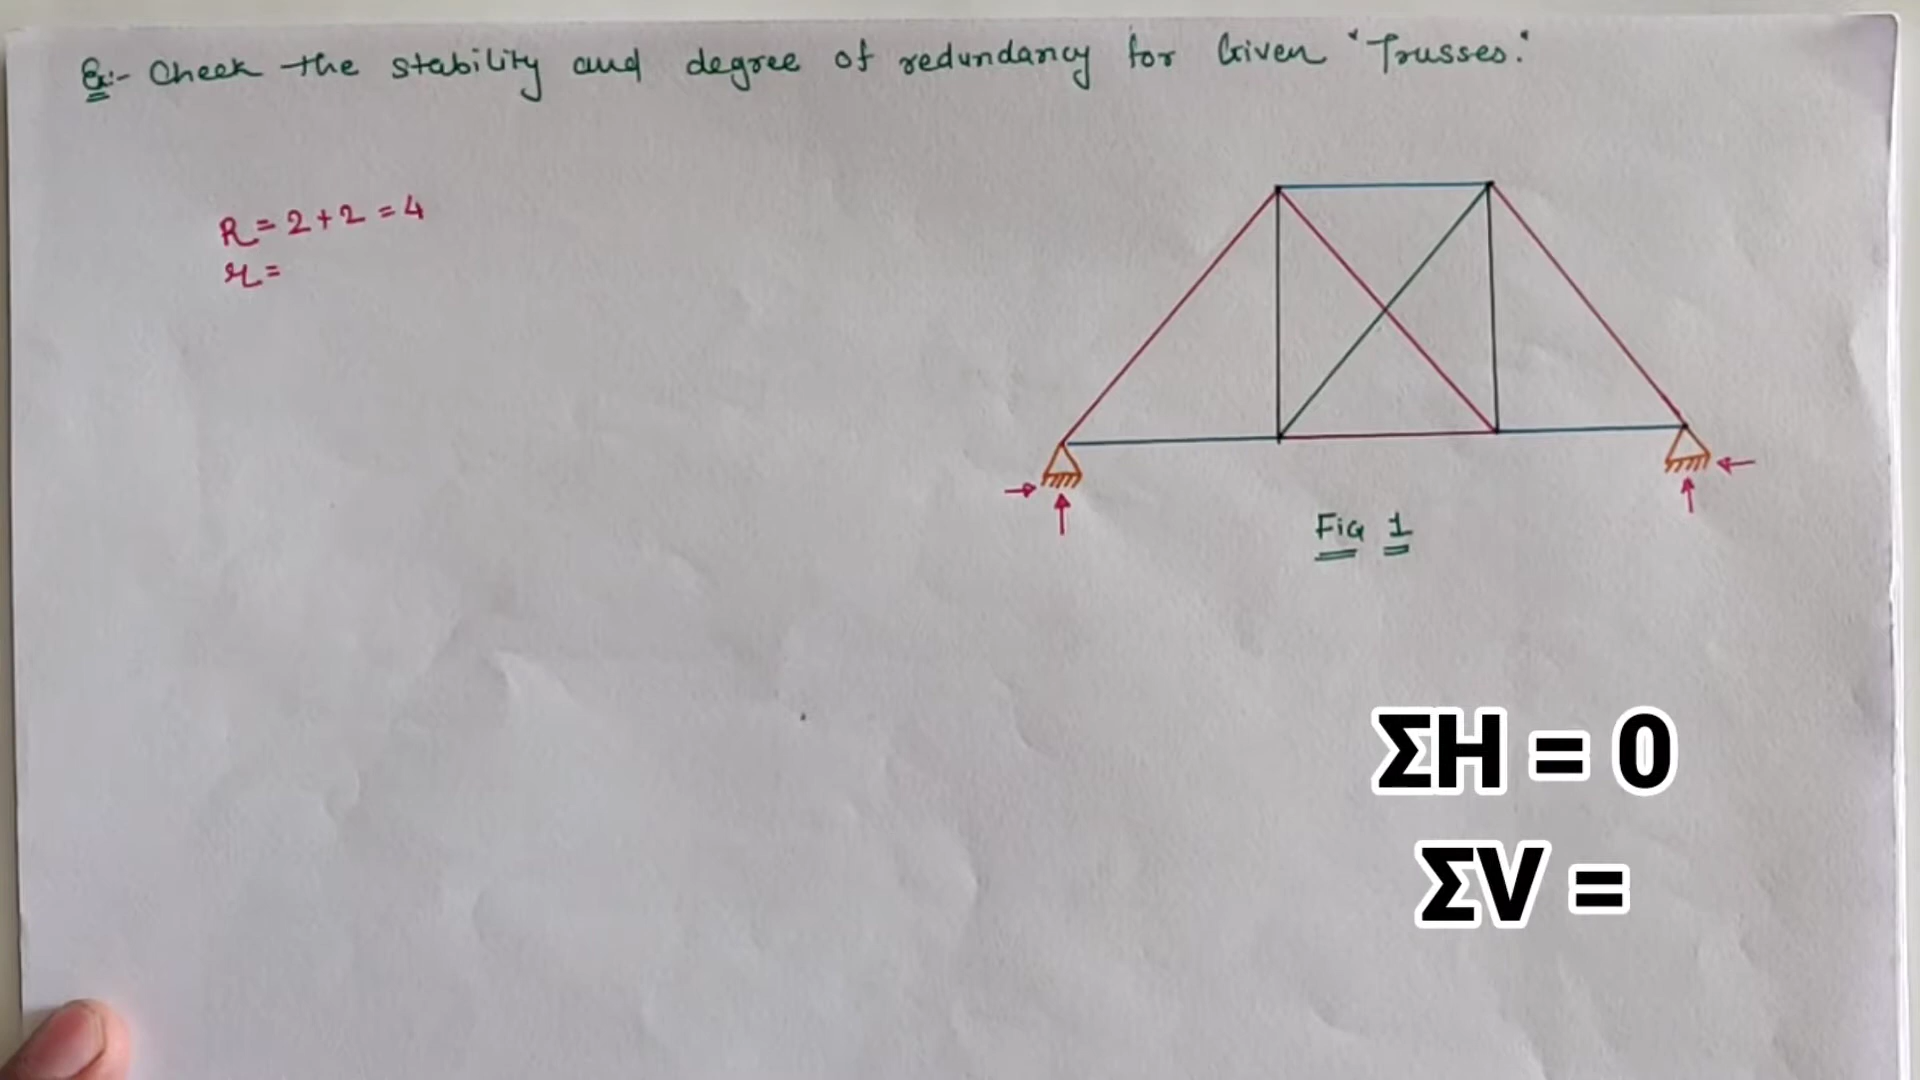 Ex:- Check the stability and degree of redundancy for Given "Trusses."
R = 2 + 2 = 4
r =
Fig 1
ΣH = 0
ΣV =